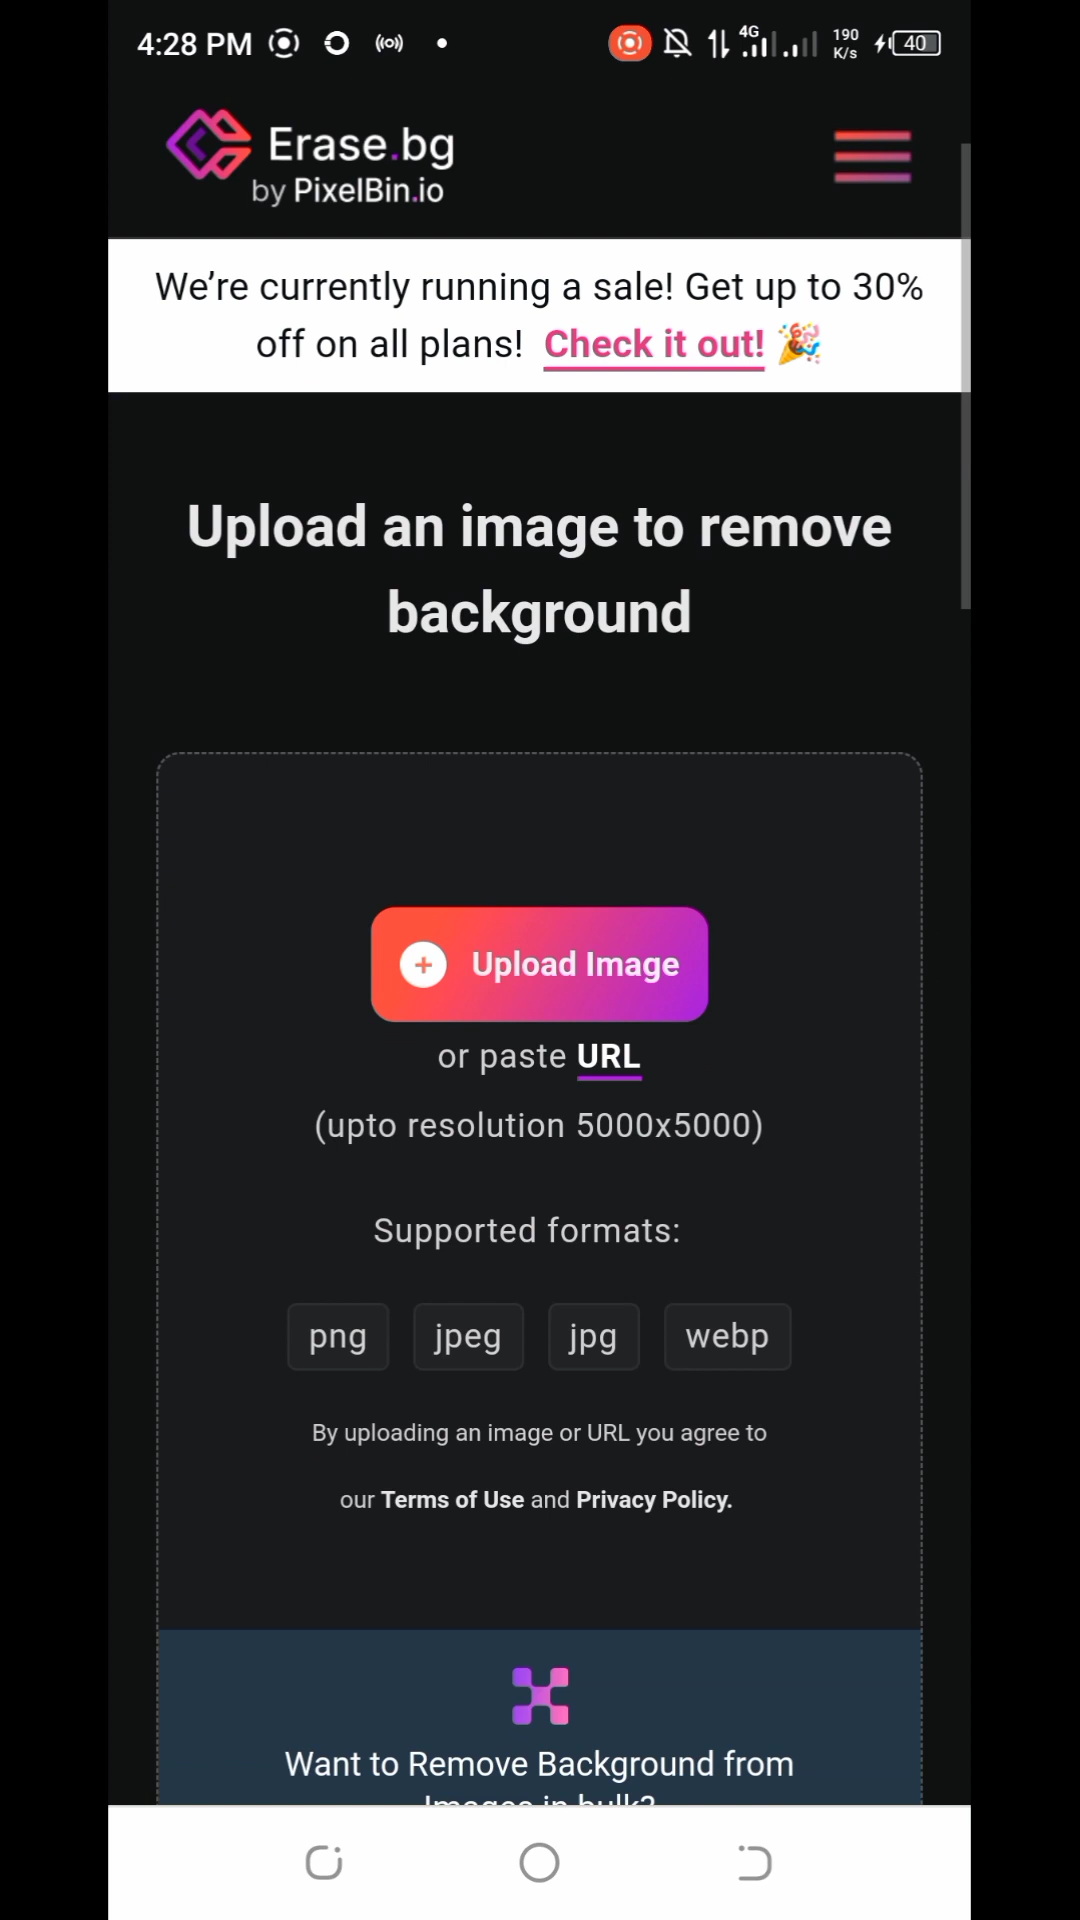 4:28 PM
4G
190
K/s
40
Erase.bg
by PixelBin.io
We’re currently running a sale! Get up to 30%
off on all plans! Check it out! 🎉
Upload an image to remove
background
Upload Image
or paste URL
(upto resolution 5000x5000)
Supported formats:
png jpeg jpg webp
By uploading an image or URL you agree to
our Terms of Use and Privacy Policy.
Want to Remove Background from
Images in bulk?